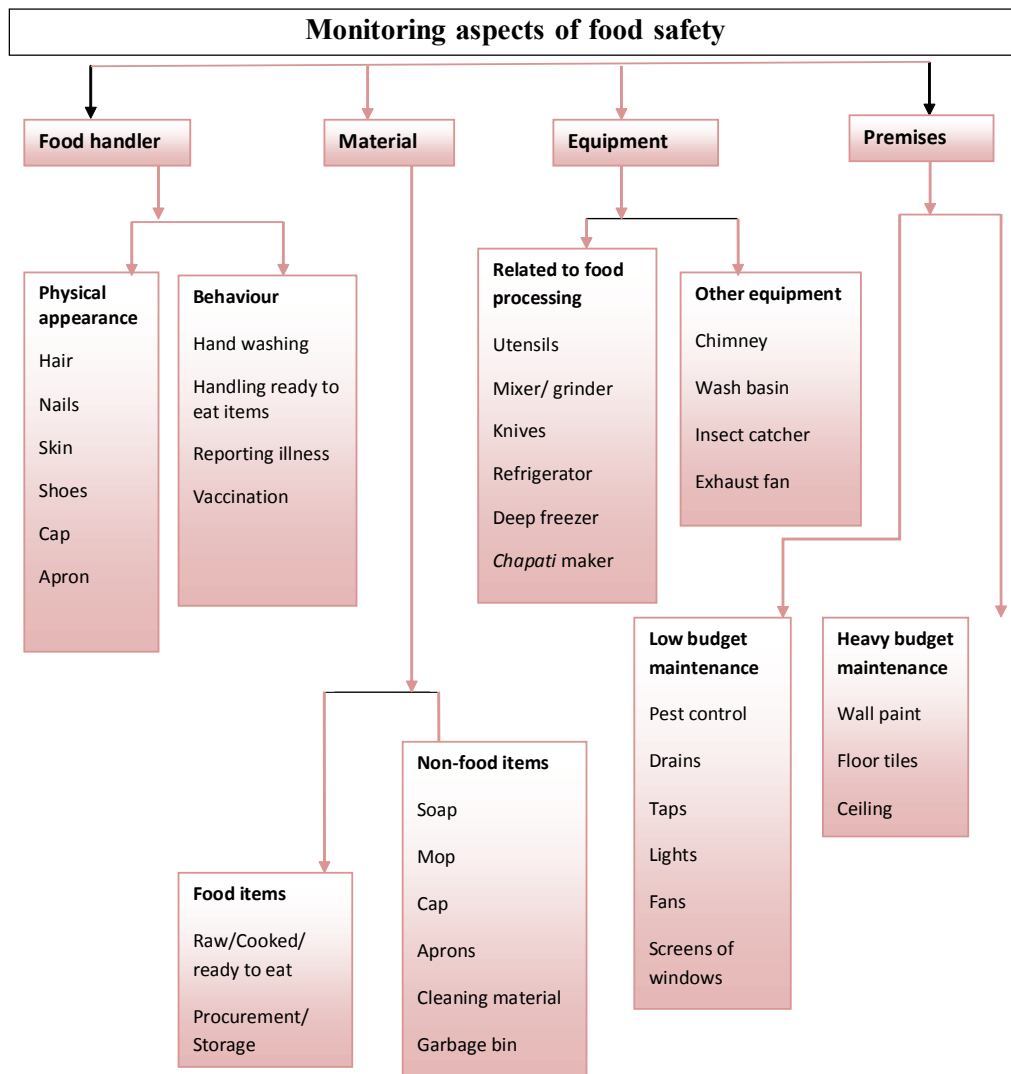 Monitoring aspects of food safety
Food handler
Material
Equipment
Premises
Physical
appearance
Hair
Nails
Skin
Shoes
Cap
Apron
Behaviour
Hand washing
Handling ready to
eat items
Reporting illness
Vaccination
Related to food
processing
Utensils
Mixer/ grinder
Knives
Refrigerator
Deep freezer
Chapati maker
Other equipment
Chimney
Wash basin
Insect catcher
Exhaust fan
Food items
Raw/Cooked/
ready to eat
Procurement/
Storage
Non-food items
Soap
Mop
Cap
Aprons
Cleaning material
Garbage bin
Low budget
maintenance
Pest control
Drains
Taps
Lights
Fans
Screens of
windows
Heavy budget
maintenance
Wall paint
Floor tiles
Ceiling